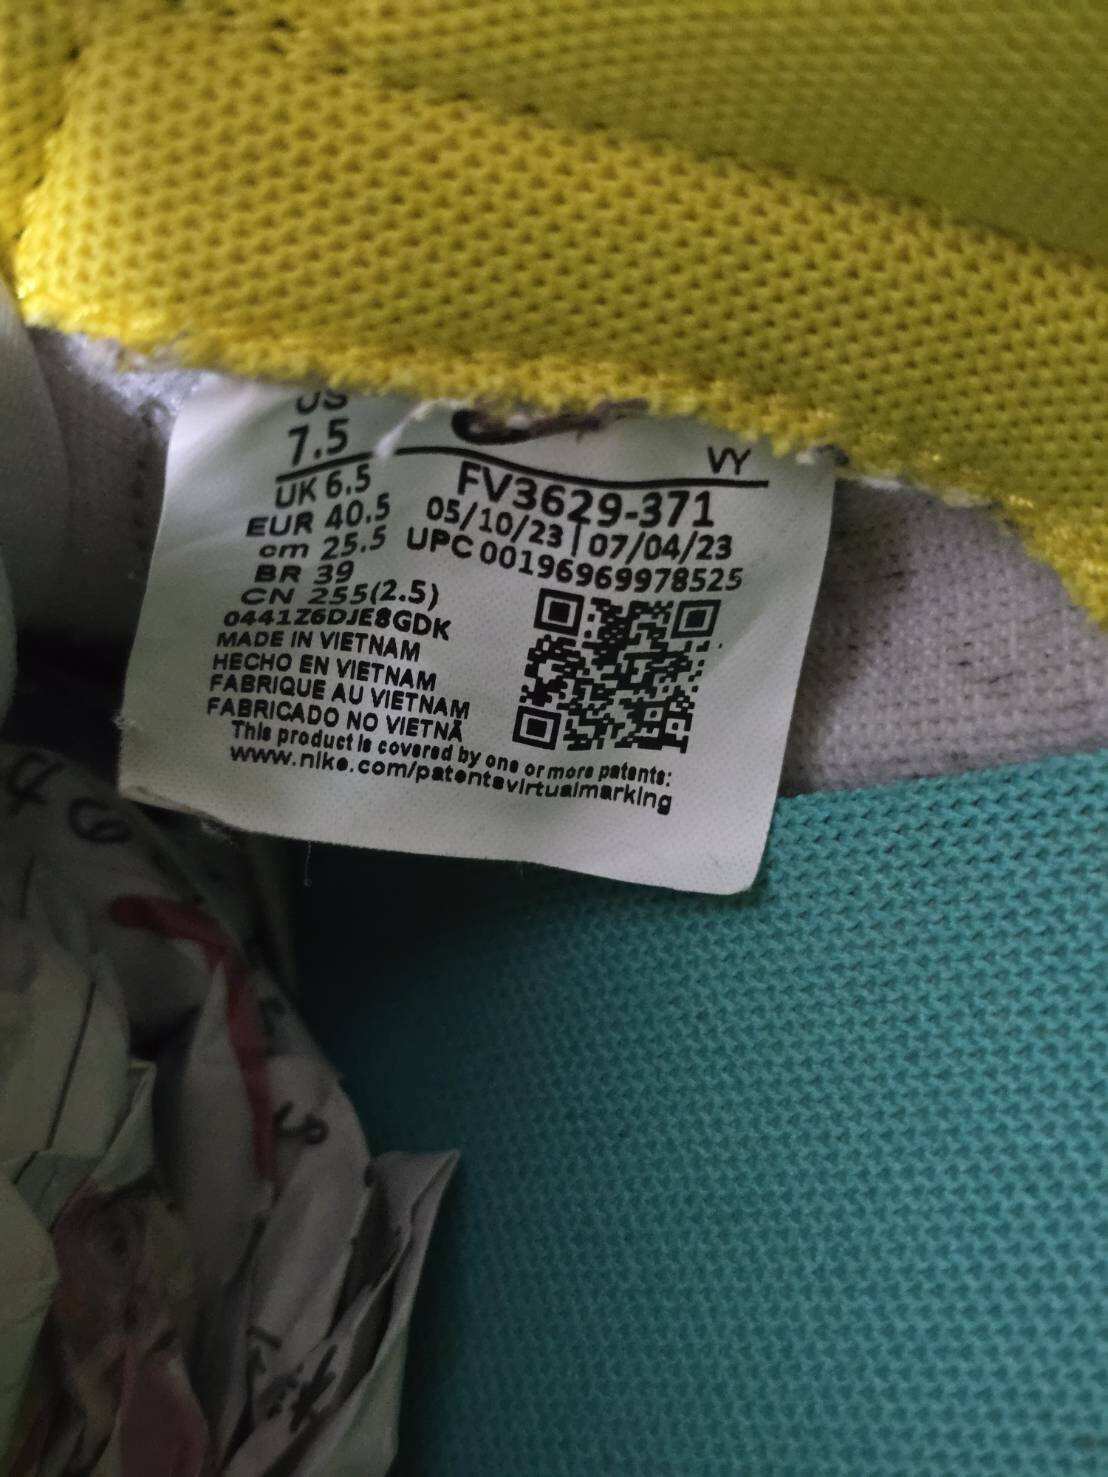 US
7.5
UK 6.5
EUR 40.5
cm 25.5
BR 39
CN 255(2.5)
0441Z6DJE8GDK
MADE IN VIETNAM
HECHO EN VIETNAM
FABRIQUE AU VIETNAM
FABRICADO NO VIETNÃ
VY
FV3629-371
05/10/23 | 07/04/23
UPC 00196969978525
This product is covered by one or more patents:
www.nike.com/patentsvirtualmarking